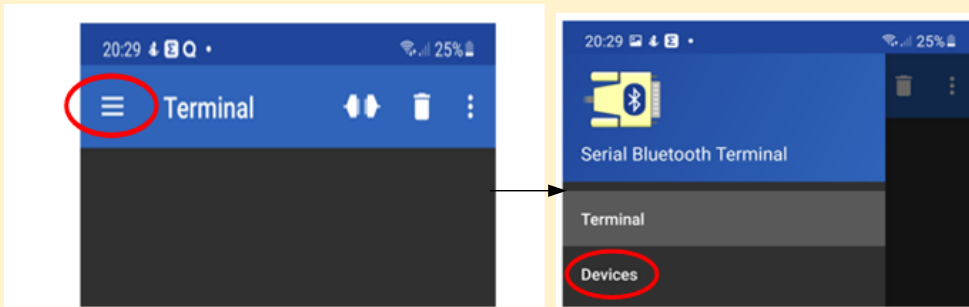 20:29 25%
Terminal
20:29 25%
Serial Bluetooth Terminal
Terminal
Devices